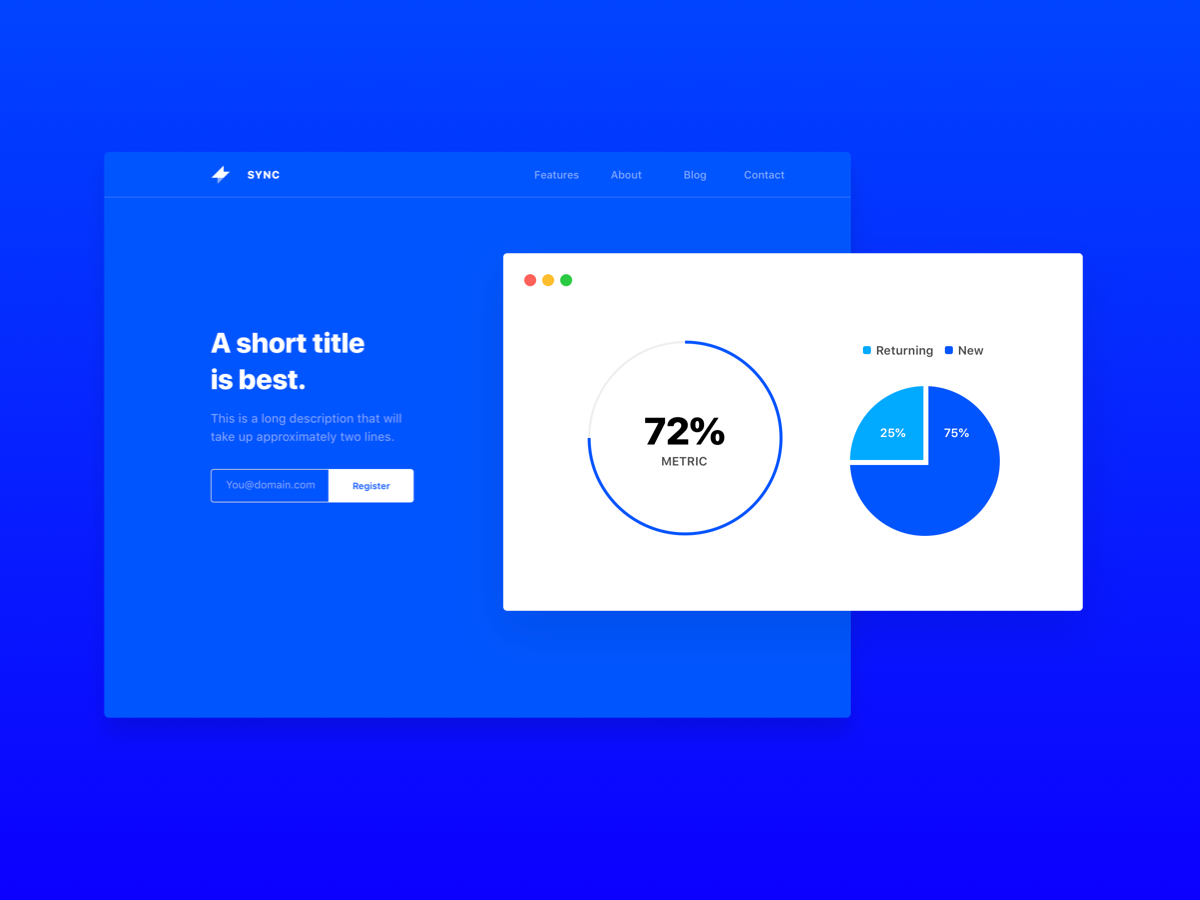 SYNC
Features About Blog Contact
A short title
is best.
This is a long description that will
take up approximately two lines.
You@domain.com Register
72%
METRIC
Returning New
25% 75%